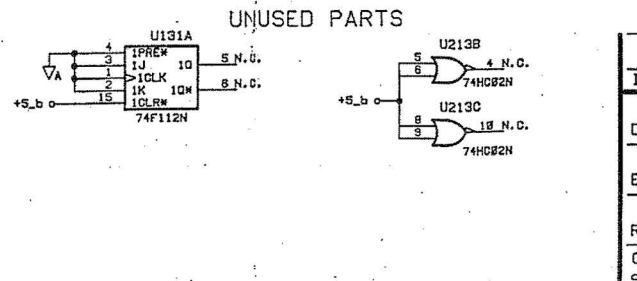 UNUSED PARTS
U131A
4 1PRE* 
3 1J 1Q 5 N.C.
1 1CLK
2 1K 1Q* 6 N.C.
+5_b 15 1CLR*
74F112N
A
U213B
5 4 N.C.
6
74HC02N
+5_b
U213C
8 10 N.C.
9
74HC02N